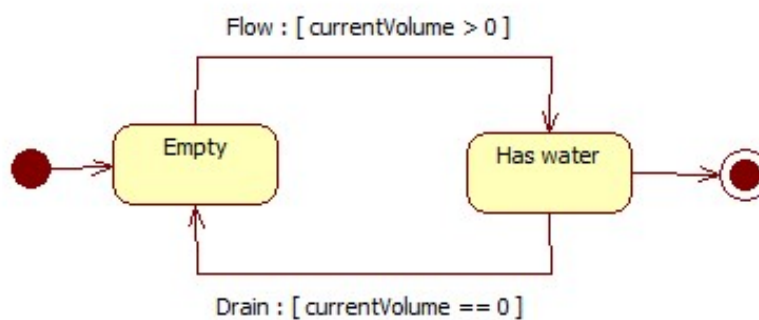 Flow : [ currentVolume > 0 ]
Empty
Has water
Drain : [ currentVolume == 0 ]